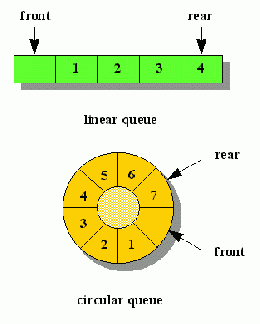 front rear
1 2 3 4
linear queue
rear
5 6
4 7
3
2 1
front
circular queue